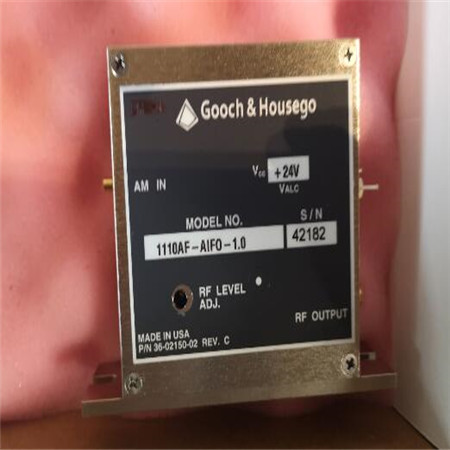 Gooch & Housego
AM IN
Vcc +24V
VALC
MODEL NO.
S/N
1110AF-AIFO-1.0
42182
RF LEVEL
ADJ.
RF OUTPUT
MADE IN USA
P/N 36-02150-02 REV. C